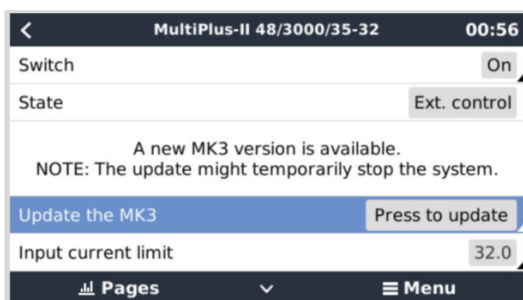 MultiPlus-II 48/3000/35-32 00:56
Switch On
State Ext. control
A new MK3 version is available.
NOTE: The update might temporarily stop the system.
Update the MK3 Press to update
Input current limit 32.0
Pages Menu